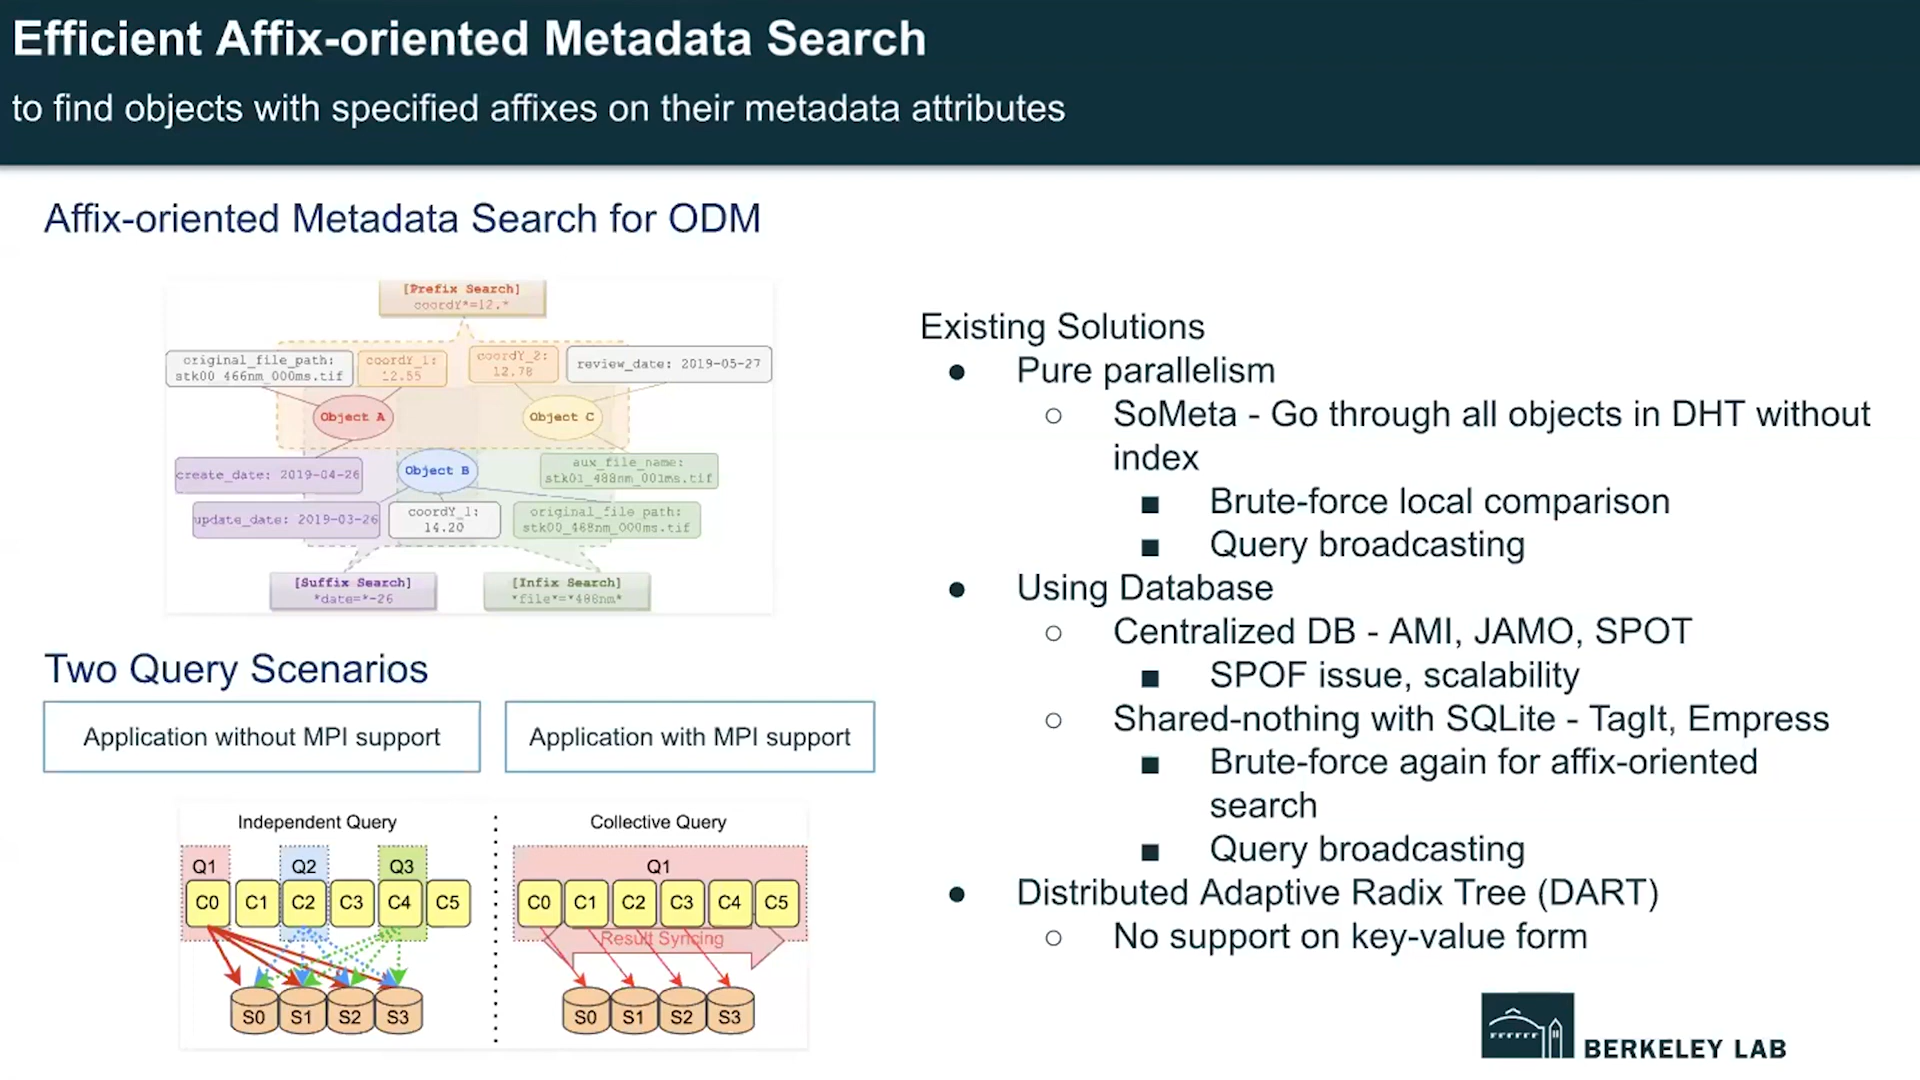 Efficient Affix-oriented Metadata Search
to find objects with specified affixes on their metadata attributes
Affix-oriented Metadata Search for ODM
[Prefix Search]
coordY*=12.*
original_file_path:
stk00_466nm_000ms.tif
coordY_1:
12.55
coordY_2:
12.78
review_date: 2019-05-27
Object A
Object C
create_date: 2019-04-26
Object B
aux_file_name:
stk01_488nm_001ms.tif
update_date: 2019-03-26
coordY_1:
14.20
original_file_path:
stk00_488nm_000ms.tif
[Suffix Search]
*date=*-26
[Infix Search]
*file*=*488nm*
Two Query Scenarios
Application without MPI support
Application with MPI support
Independent Query
Q1 Q2 Q3
C0 C1 C2 C3 C4 C5
S0 S1 S2 S3
Collective Query
Q1
C0 C1 C2 C3 C4 C5
Result Syncing
S0 S1 S2 S3
Existing Solutions
● Pure parallelism
○ SoMeta - Go through all objects in DHT without
index
■ Brute-force local comparison
■ Query broadcasting
● Using Database
○ Centralized DB - AMI, JAMO, SPOT
■ SPOF issue, scalability
○ Shared-nothing with SQLite - TagIt, Empress
■ Brute-force again for affix-oriented
search
■ Query broadcasting
● Distributed Adaptive Radix Tree (DART)
○ No support on key-value form
BERKELEY LAB